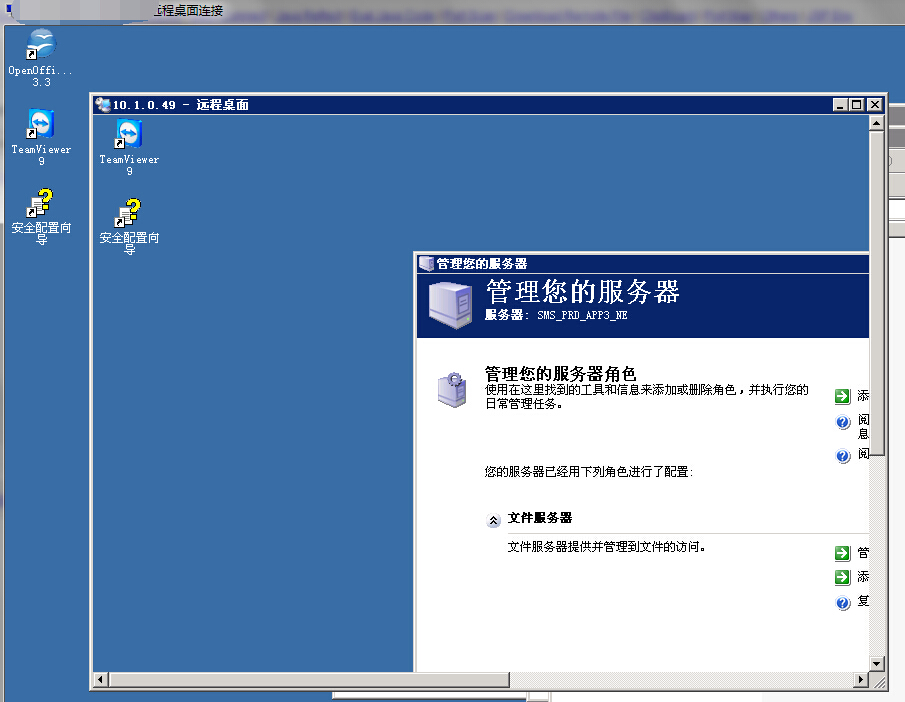 远程桌面连接
OpenOffi...
3.3
TeamViewer
9
安全配置向
导
10.1.0.49 - 远程桌面
TeamViewer
9
安全配置向
导
管理您的服务器
管理您的服务器
服务器: SMS_PRD_APP3_NE
管理您的服务器角色
使用在这里找到的工具和信息来添加或删除角色，并执行您的
日常管理任务。
添
阅
息
阅
您的服务器已经用下列角色进行了配置:
文件服务器
文件服务器提供并管理到文件的访问。
管
添
复